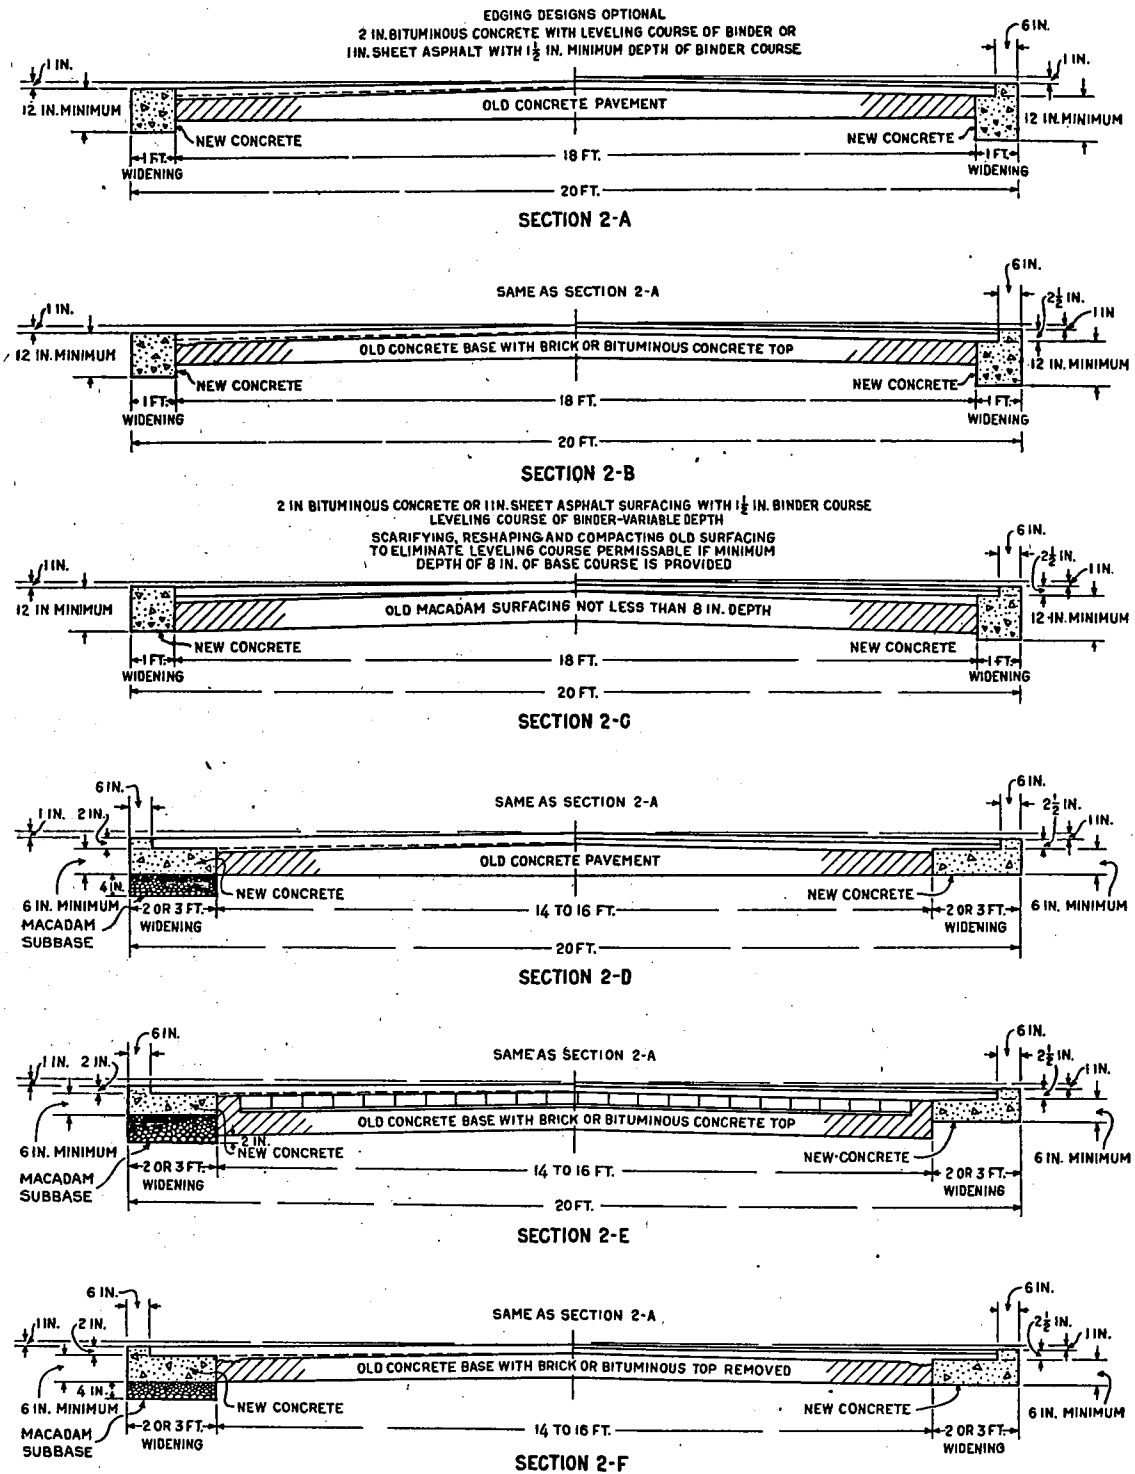 EDGING DESIGNS OPTIONAL
2 IN. BITUMINOUS CONCRETE WITH LEVELING COURSE OF BINDER OR
1 IN. SHEET ASPHALT WITH 1½ IN. MINIMUM DEPTH OF BINDER COURSE
6 IN.
1 IN.
1 IN.
12 IN. MINIMUM
OLD CONCRETE PAVEMENT
12 IN. MINIMUM
NEW CONCRETE
NEW CONCRETE
1 FT.
WIDENING
18 FT.
1 FT.
WIDENING
20 FT.
SECTION 2-A
6 IN.
SAME AS SECTION 2-A
1 IN.
2½ IN.
1 IN
12 IN. MINIMUM
OLD CONCRETE BASE WITH BRICK OR BITUMINOUS CONCRETE TOP
12 IN. MINIMUM
NEW CONCRETE
NEW CONCRETE
1 FT.
WIDENING
18 FT.
1 FT.
WIDENING
20 FT.
SECTION 2-B
2 IN BITUMINOUS CONCRETE OR 1 IN. SHEET ASPHALT SURFACING WITH 1½ IN. BINDER COURSE
LEVELING COURSE OF BINDER-VARIABLE DEPTH
SCARIFYING, RESHAPING AND COMPACTING OLD SURFACING
TO ELIMINATE LEVELING COURSE PERMISSABLE IF MINIMUM
DEPTH OF 8 IN. OF BASE COURSE IS PROVIDED
6 IN.
1 IN.
2½ IN.
1 IN.
12 IN MINIMUM
OLD MACADAM SURFACING NOT LESS THAN 8 IN. DEPTH
12 IN. MINIMUM
NEW CONCRETE
NEW CONCRETE
1 FT.
WIDENING
18 FT.
1 FT.
WIDENING
20 FT.
SECTION 2-C
6 IN.
SAME AS SECTION 2-A
6 IN.
1 IN.
2 IN.
2½ IN.
1 IN.
OLD CONCRETE PAVEMENT
4 IN.
NEW CONCRETE
NEW CONCRETE
6 IN. MINIMUM
6 IN. MINIMUM
MACADAM
SUBBASE
2 OR 3 FT.
WIDENING
14 TO 16 FT.
2 OR 3 FT.
WIDENING
20 FT.
SECTION 2-D
6 IN.
SAME AS SECTION 2-A
6 IN.
1 IN.
2 IN.
2½ IN.
1 IN.
OLD CONCRETE BASE WITH BRICK OR BITUMINOUS CONCRETE TOP
2 IN.
NEW CONCRETE
NEW CONCRETE
6 IN. MINIMUM
6 IN. MINIMUM
MACADAM
SUBBASE
2 OR 3 FT.
WIDENING
14 TO 16 FT.
2 OR 3 FT.
WIDENING
20 FT.
SECTION 2-E
6 IN.
SAME AS SECTION 2-A
6 IN.
1 IN.
2 IN.
2½ IN.
1 IN.
OLD CONCRETE BASE WITH BRICK OR BITUMINOUS TOP REMOVED
4 IN.
NEW CONCRETE
NEW CONCRETE
6 IN. MINIMUM
6 IN. MINIMUM
MACADAM
SUBBASE
2 OR 3 FT.
WIDENING
14 TO 16 FT.
2 OR 3 FT.
WIDENING
SECTION 2-F